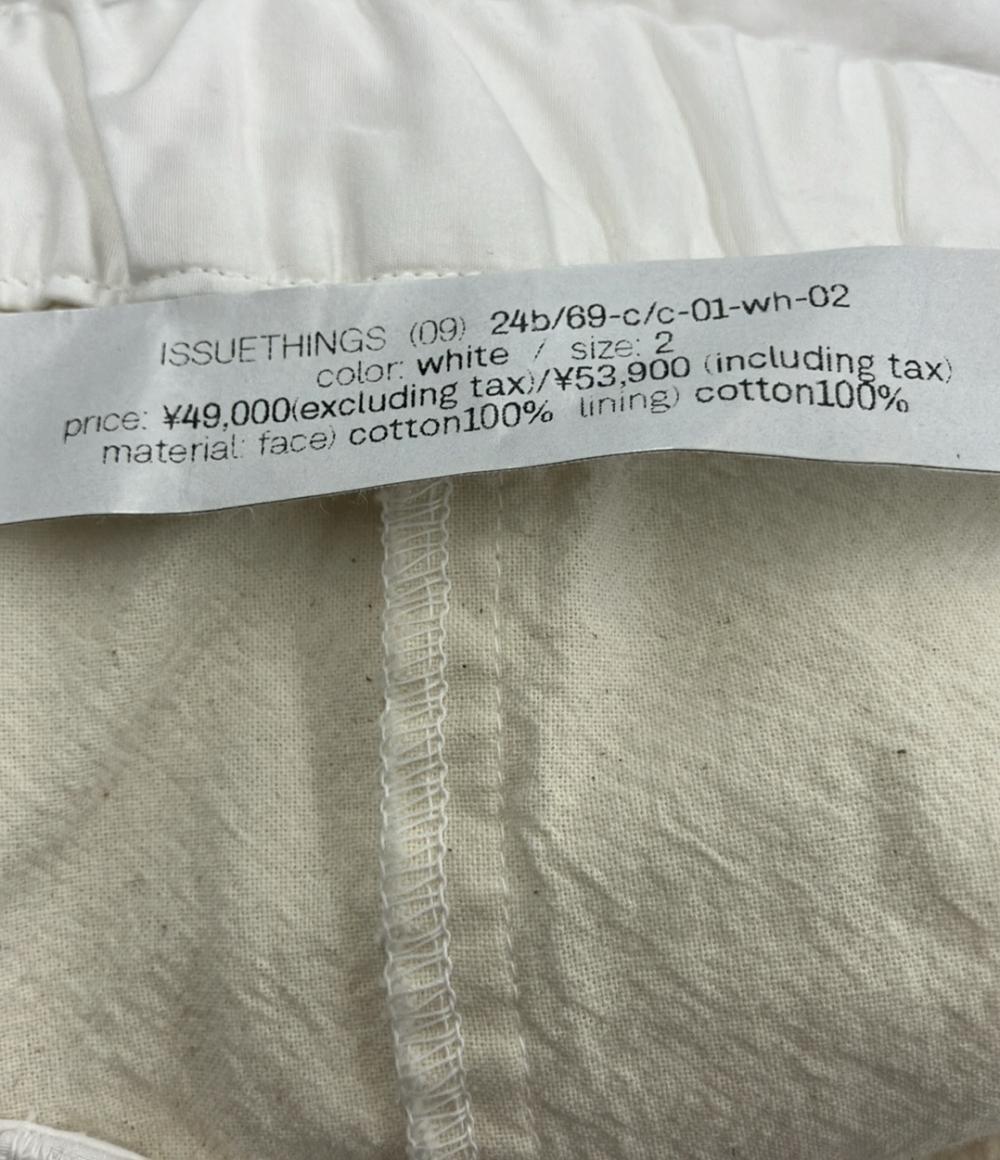 ISSUETHINGS (09) 24b/69-c/c-01-wh-02
color: white / size: 2
price: ¥49,000(excluding tax)/¥53,900 (including tax)
material: face) cotton100% lining) cotton100%